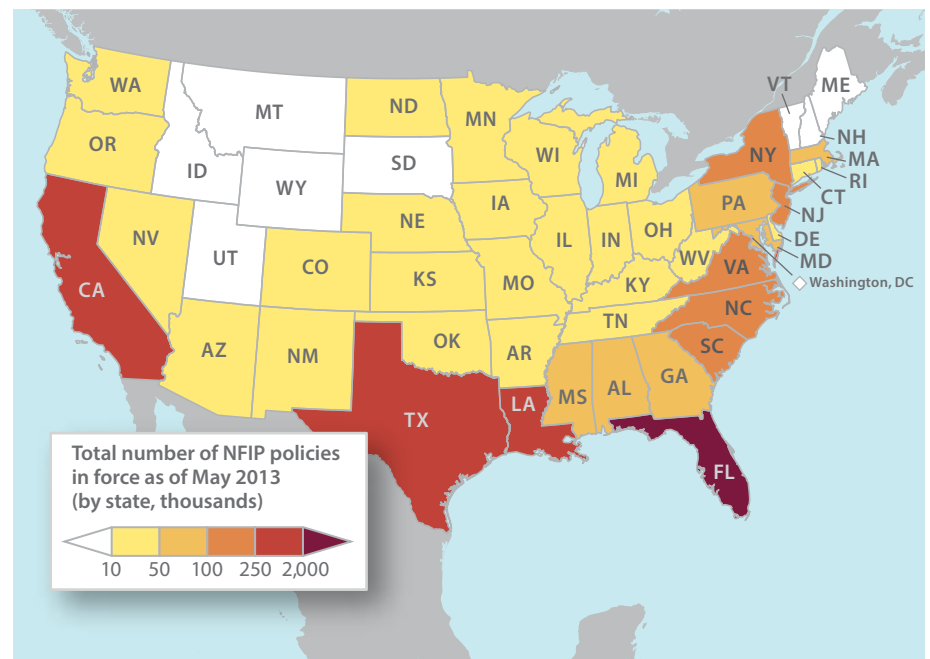 WA
MT
ND
MN
VT
ME
OR
ID
SD
WI
NY
NH
MA
WY
MI
RI
CT
NV
NE
IA
PA
NJ
UT
CO
IL
IN
OH
DE
MD
CA
KS
MO
WV
VA
Washington, DC
KY
NC
AZ
NM
OK
AR
TN
SC
TX
LA
MS
AL
GA
FL
Total number of NFIP policies
in force as of May 2013
(by state, thousands)
10 50 100 250 2,000